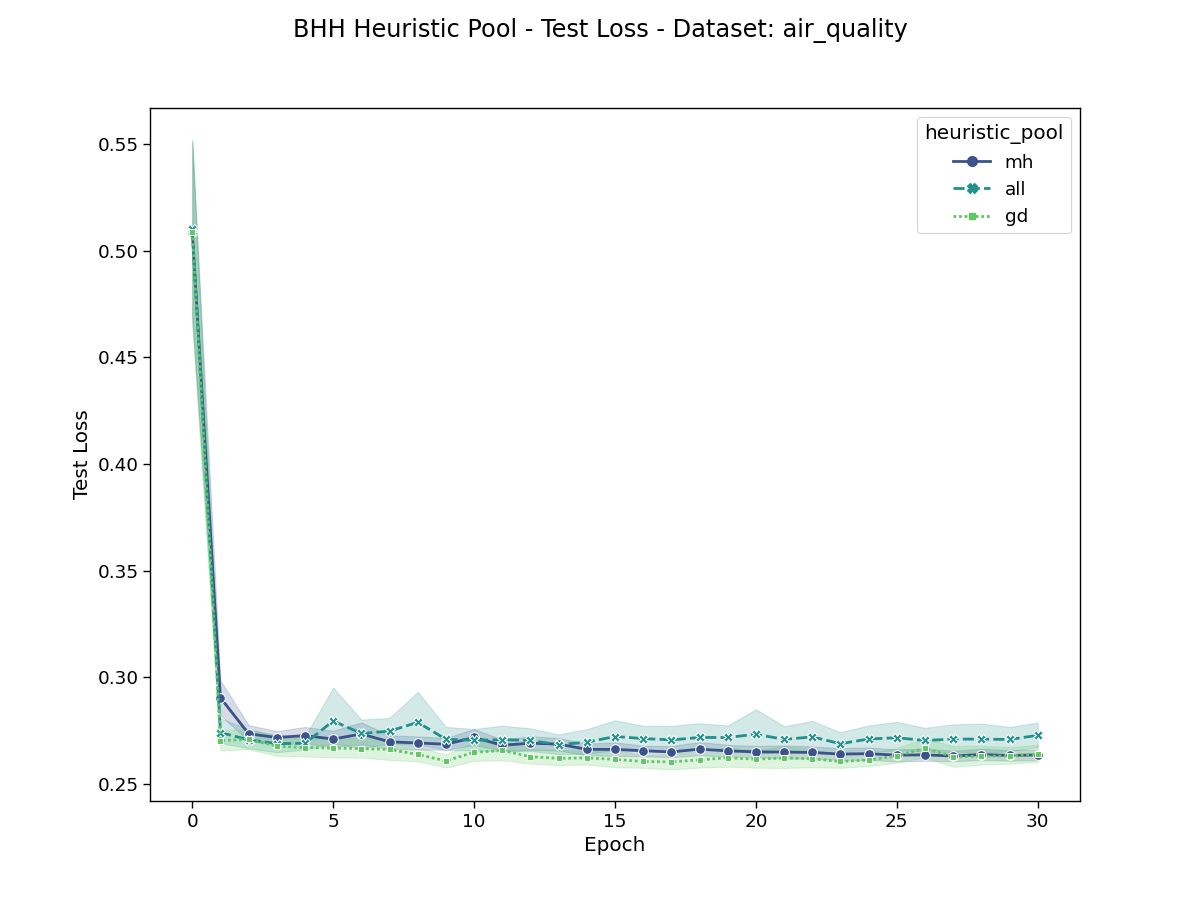 BHH Heuristic Pool - Test Loss - Dataset: air_quality
heuristic_pool
mh
all
gd
Test Loss
0.55
0.50
0.45
0.40
0.35
0.30
0.25
0 5 10 15 20 25 30
Epoch